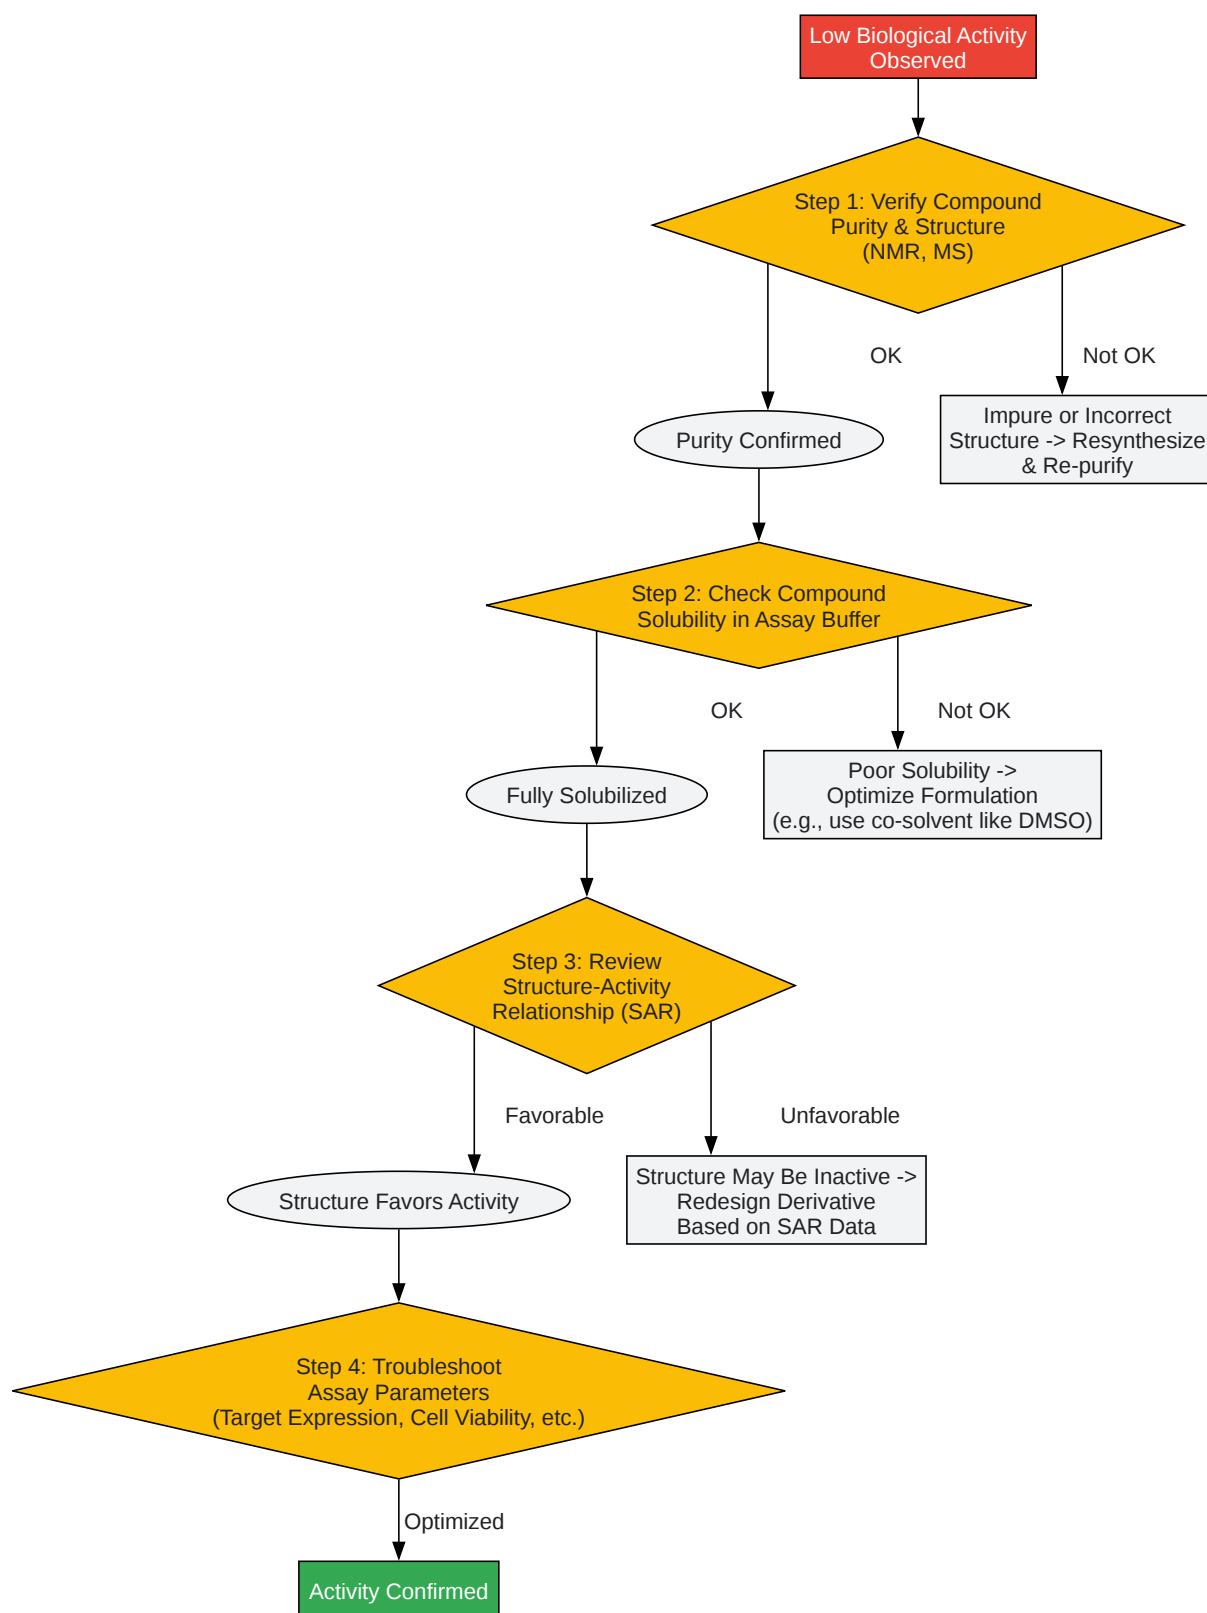 Low Biological Activity
Observed
Step 1: Verify Compound
Purity & Structure
(NMR, MS)
OK
Not OK
Purity Confirmed
Impure or Incorrect
Structure -> Resynthesize
& Re-purify
Step 2: Check Compound
Solubility in Assay Buffer
OK
Not OK
Fully Solubilized
Poor Solubility ->
Optimize Formulation
(e.g., use co-solvent like DMSO)
Step 3: Review
Structure-Activity
Relationship (SAR)
Favorable
Unfavorable
Structure Favors Activity
Structure May Be Inactive ->
Redesign Derivative
Based on SAR Data
Step 4: Troubleshoot
Assay Parameters
(Target Expression, Cell Viability, etc.)
Optimized
Activity Confirmed